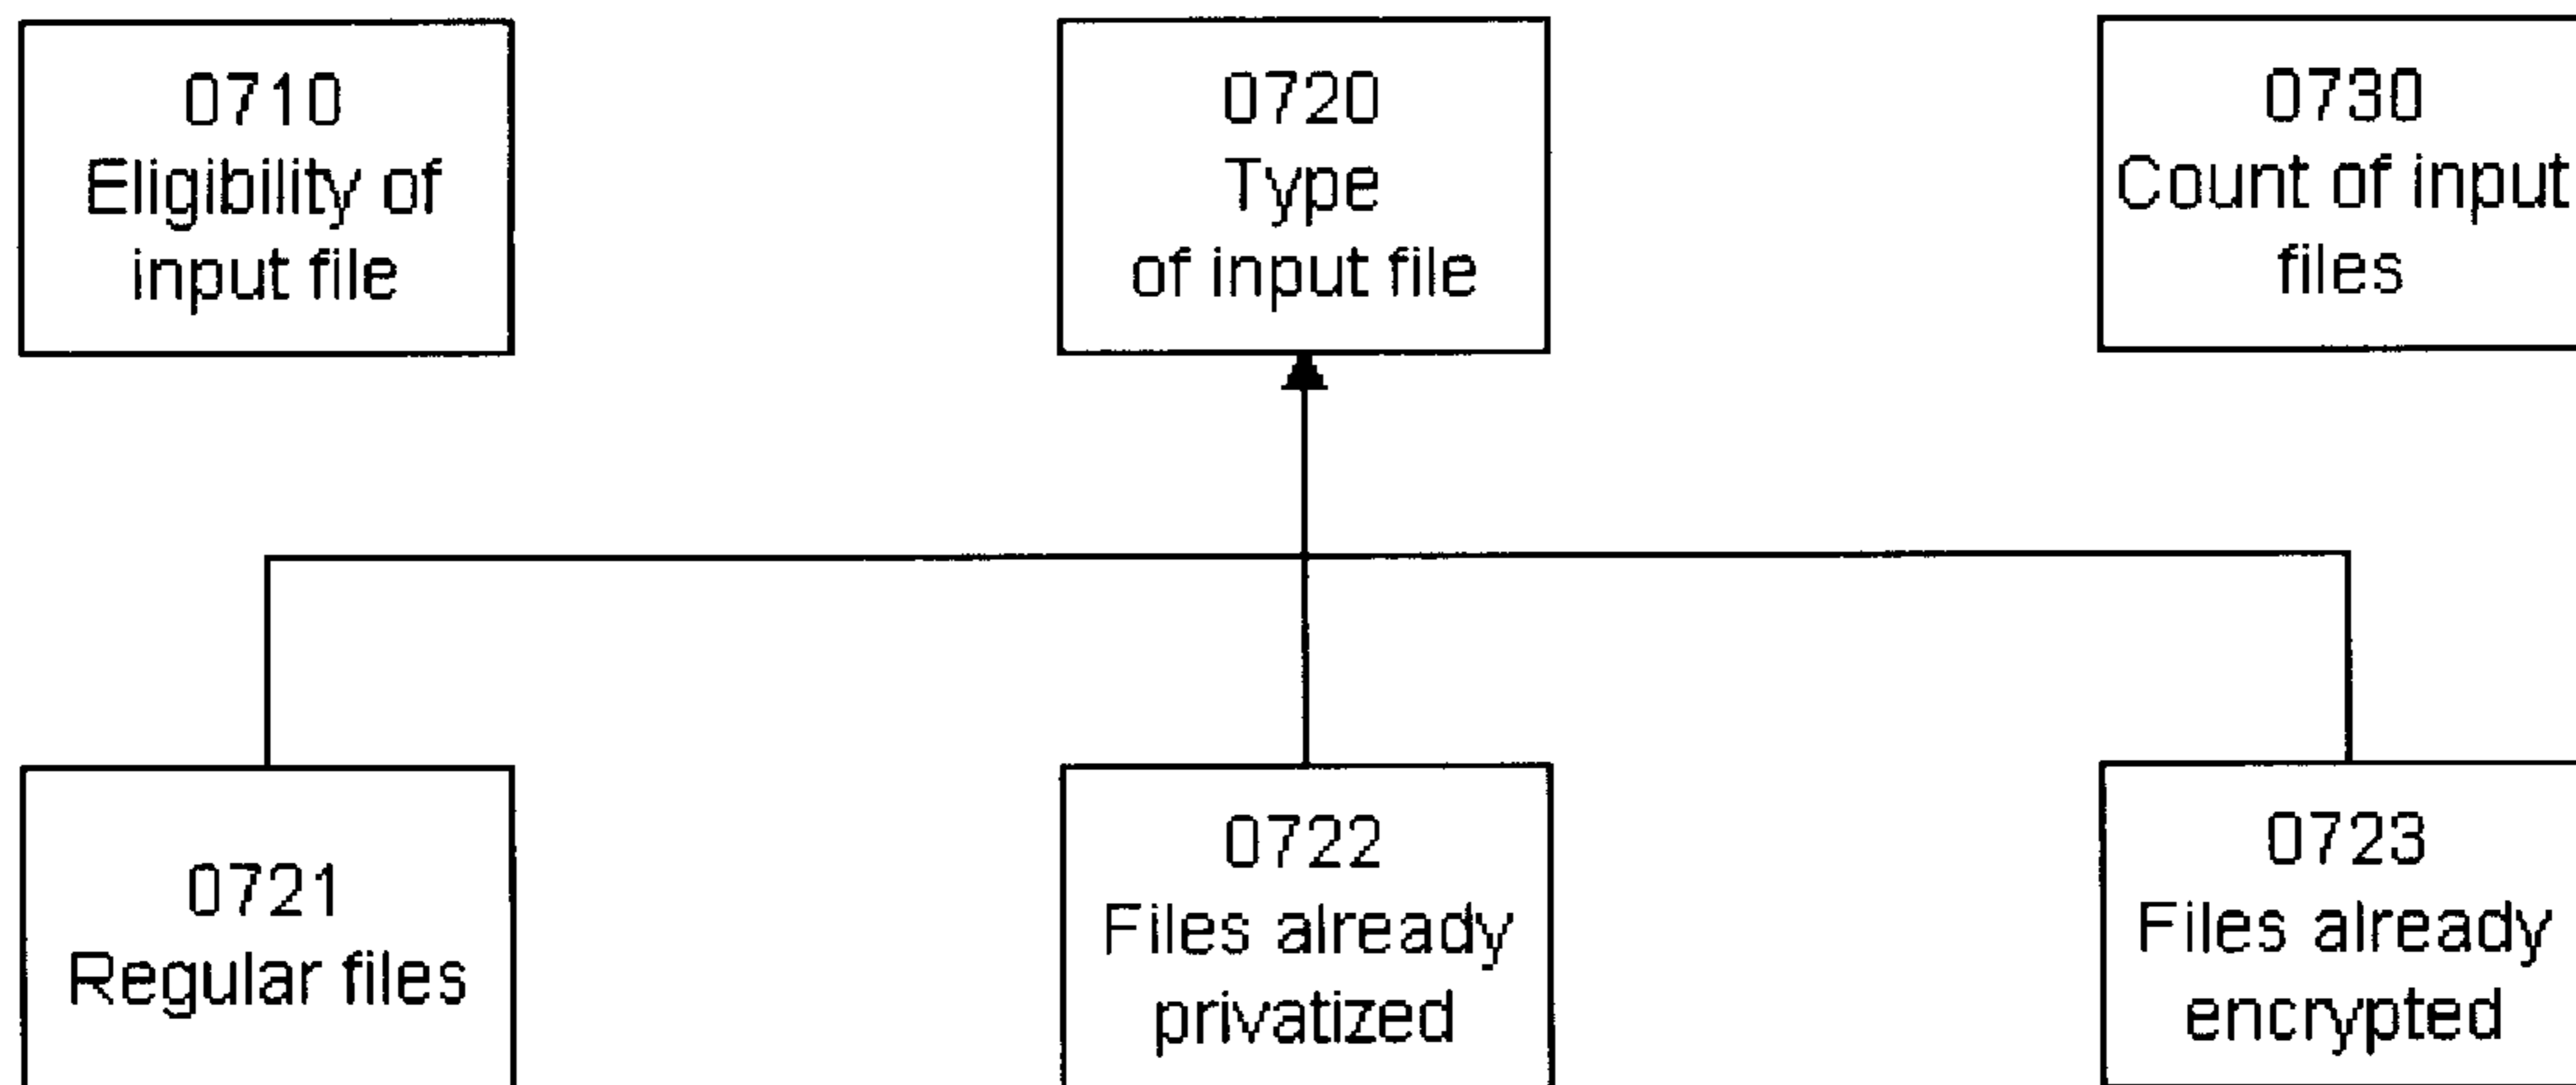 0710
Eligibility of
input file
0720
Type
of input file
0730
Count of input
files
0721
Regular files
0722
Files already
privatized
0723
Files already
encrypted